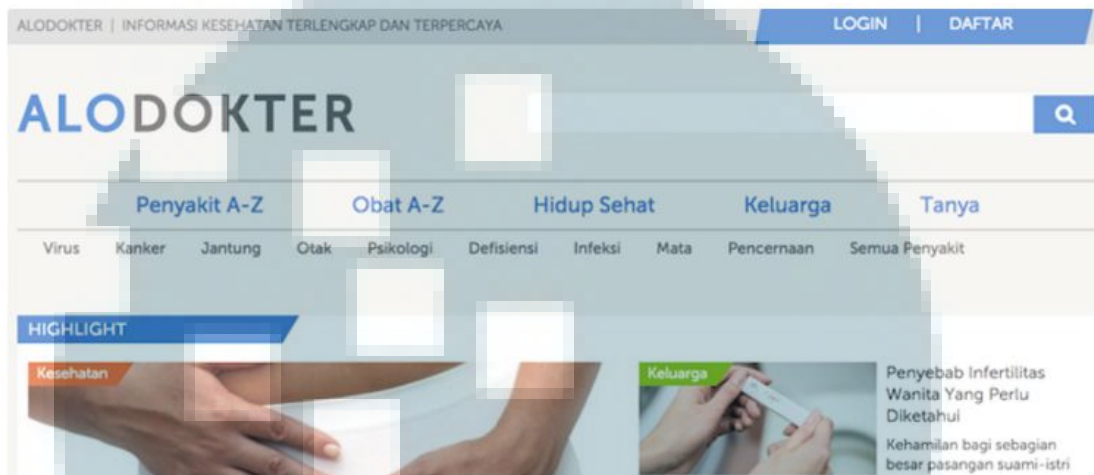 ALODOKTER | INFORMASI KESEHATAN TERLENGKAP DAN TERPERCAYA
LOGIN | DAFTAR
ALODOKTER
Penyakit A-Z Obat A-Z Hidup Sehat Keluarga Tanya
Virus Kanker Jantung Otak Psikologi Defisiensi Infeksi Mata Pencernaan Semua Penyakit
HIGHLIGHT
Kesehatan
Keluarga
Penyebab Infertilitas
Wanita Yang Perlu
Diketahui
Kehamilan bagi sebagian
besar pasangan suami-istri